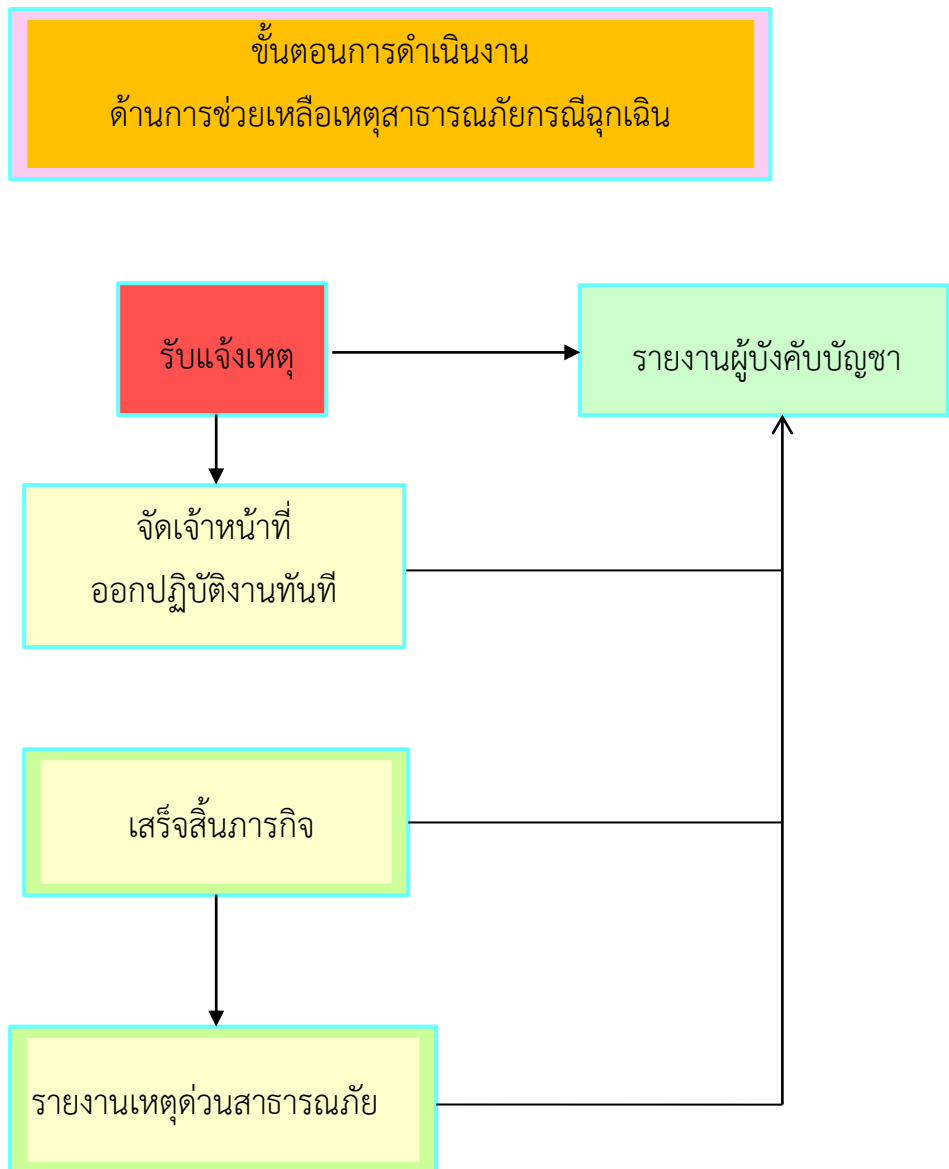 ขั้นตอนการดำเนินงาน
ด้านการช่วยเหลือเหตุสาธารณภัยกรณีฉุกเฉิน
รับแจ้งเหตุ
รายงานผู้บังคับบัญชา
จัดเจ้าหน้าที่
ออกปฏิบัติงานทันที
เสร็จสิ้นภารกิจ
รายงานเหตุด่วนสาธารณภัย